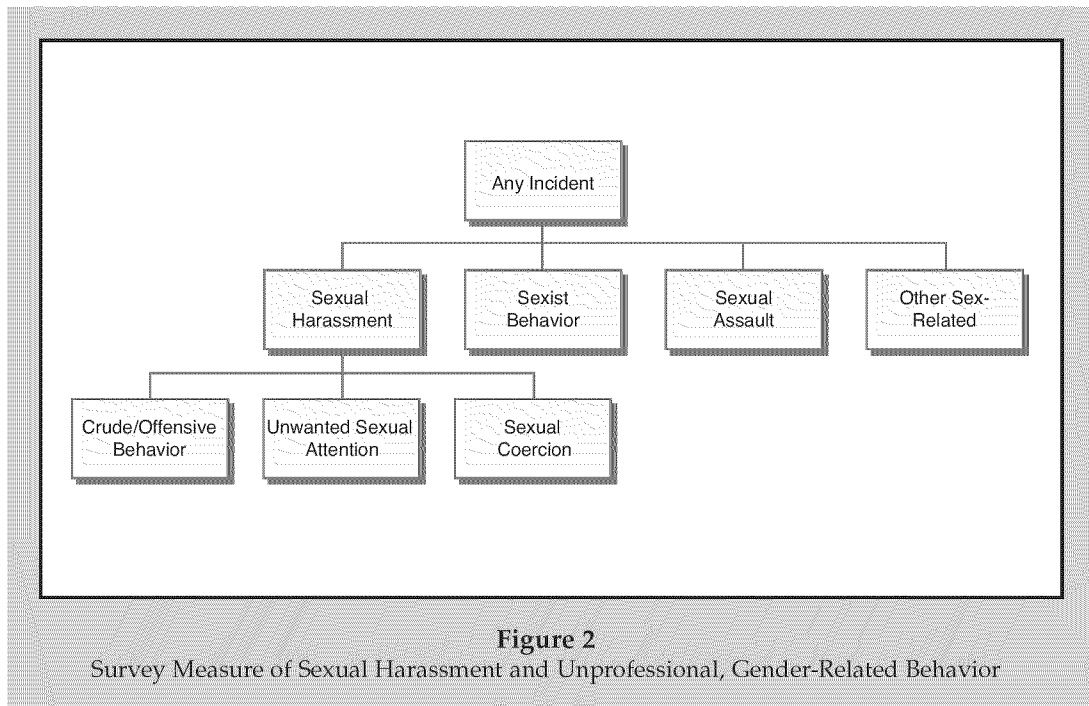 Any Incident
Sexual
Harassment
Sexist
Behavior
Sexual
Assault
Other Sex-
Related
Crude/Offensive
Behavior
Unwanted Sexual
Attention
Sexual
Coercion
Figure 2
Survey Measure of Sexual Harassment and Unprofessional, Gender-Related Behavior